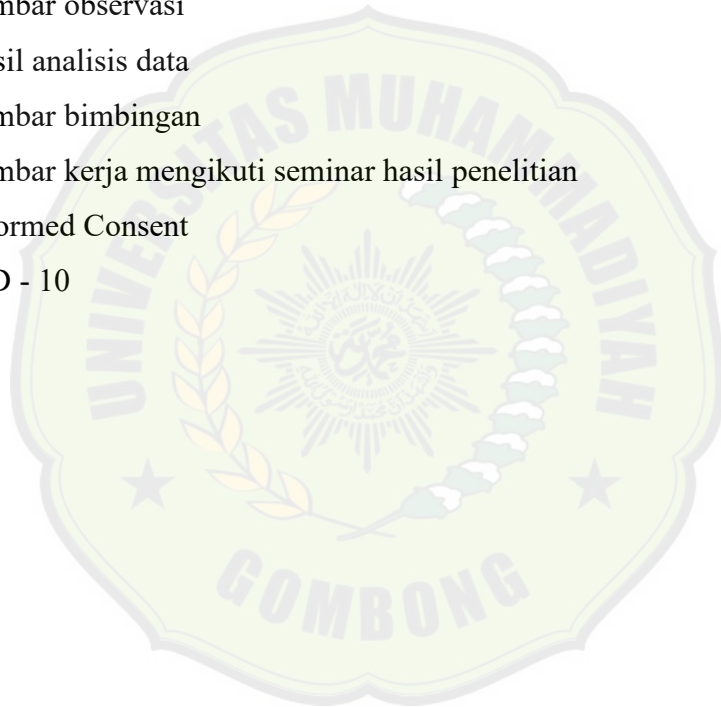 mbar observasi
sil analisis data
mbar bimbingan
mbar kerja mengikuti seminar hasil penelitian
ormed Consent
D - 10
UNIVERSITAS MUHAMMADIYAH
GOMBONG